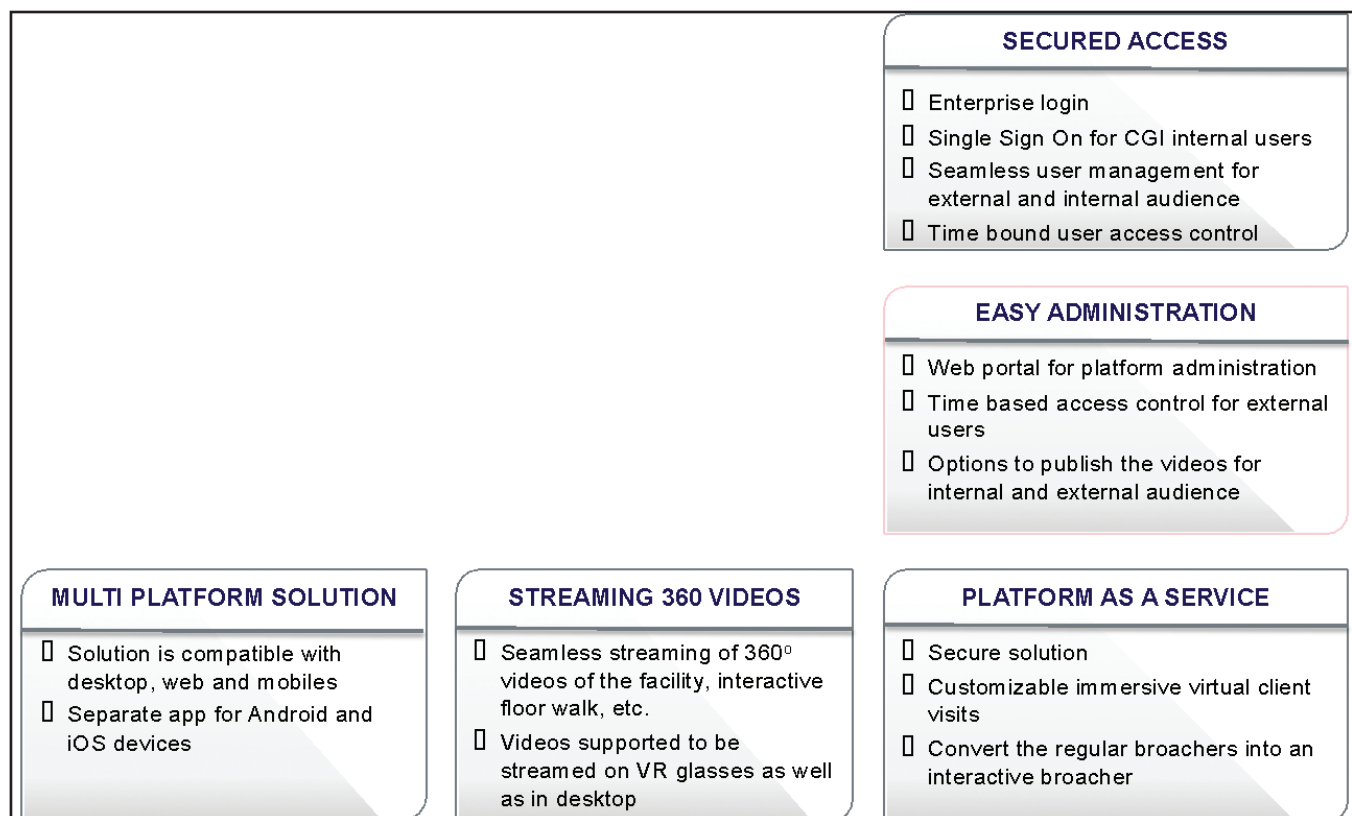 SECURED ACCESS
Enterprise login
Single Sign On for CGI internal users
Seamless user management for
external and internal audience
Time bound user access control
EASY ADMINISTRATION
Web portal for platform administration
Time based access control for external
users
Options to publish the videos for
internal and external audience
MULTI PLATFORM SOLUTION
Solution is compatible with
desktop, web and mobiles
Separate app for Android and
iOS devices
STREAMING 360 VIDEOS
Seamless streaming of 360⁰
videos of the facility, interactive
floor walk, etc.
Videos supported to be
streamed on VR glasses as well
as in desktop
PLATFORM AS A SERVICE
Secure solution
Customizable immersive virtual client
visits
Convert the regular broachers into an
interactive broacher